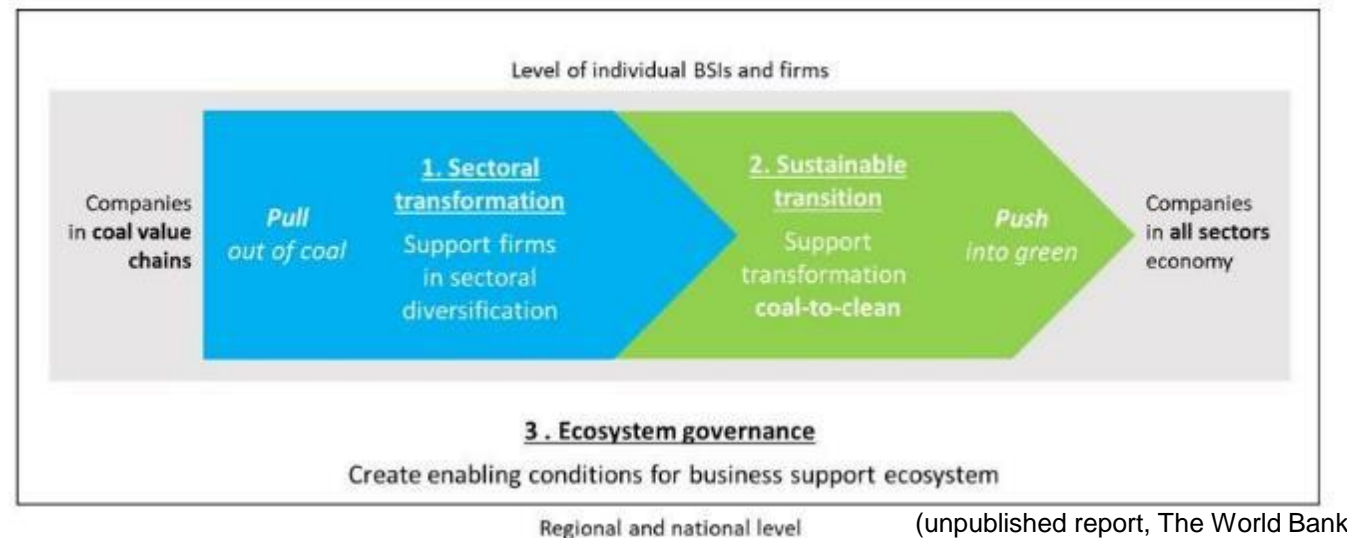 Level of individual BSIs and firms
Companies
in coal value
chains
Pull
out of coal
1. Sectoral
transformation
Support firms
in sectoral
diversification
2. Sustainable
transition
Support
transformation
coal-to-clean
Push
into green
Companies
in all sectors
economy
3 . Ecosystem governance
Create enabling conditions for business support ecosystem
Regional and national level
(unpublished report, The World Bank